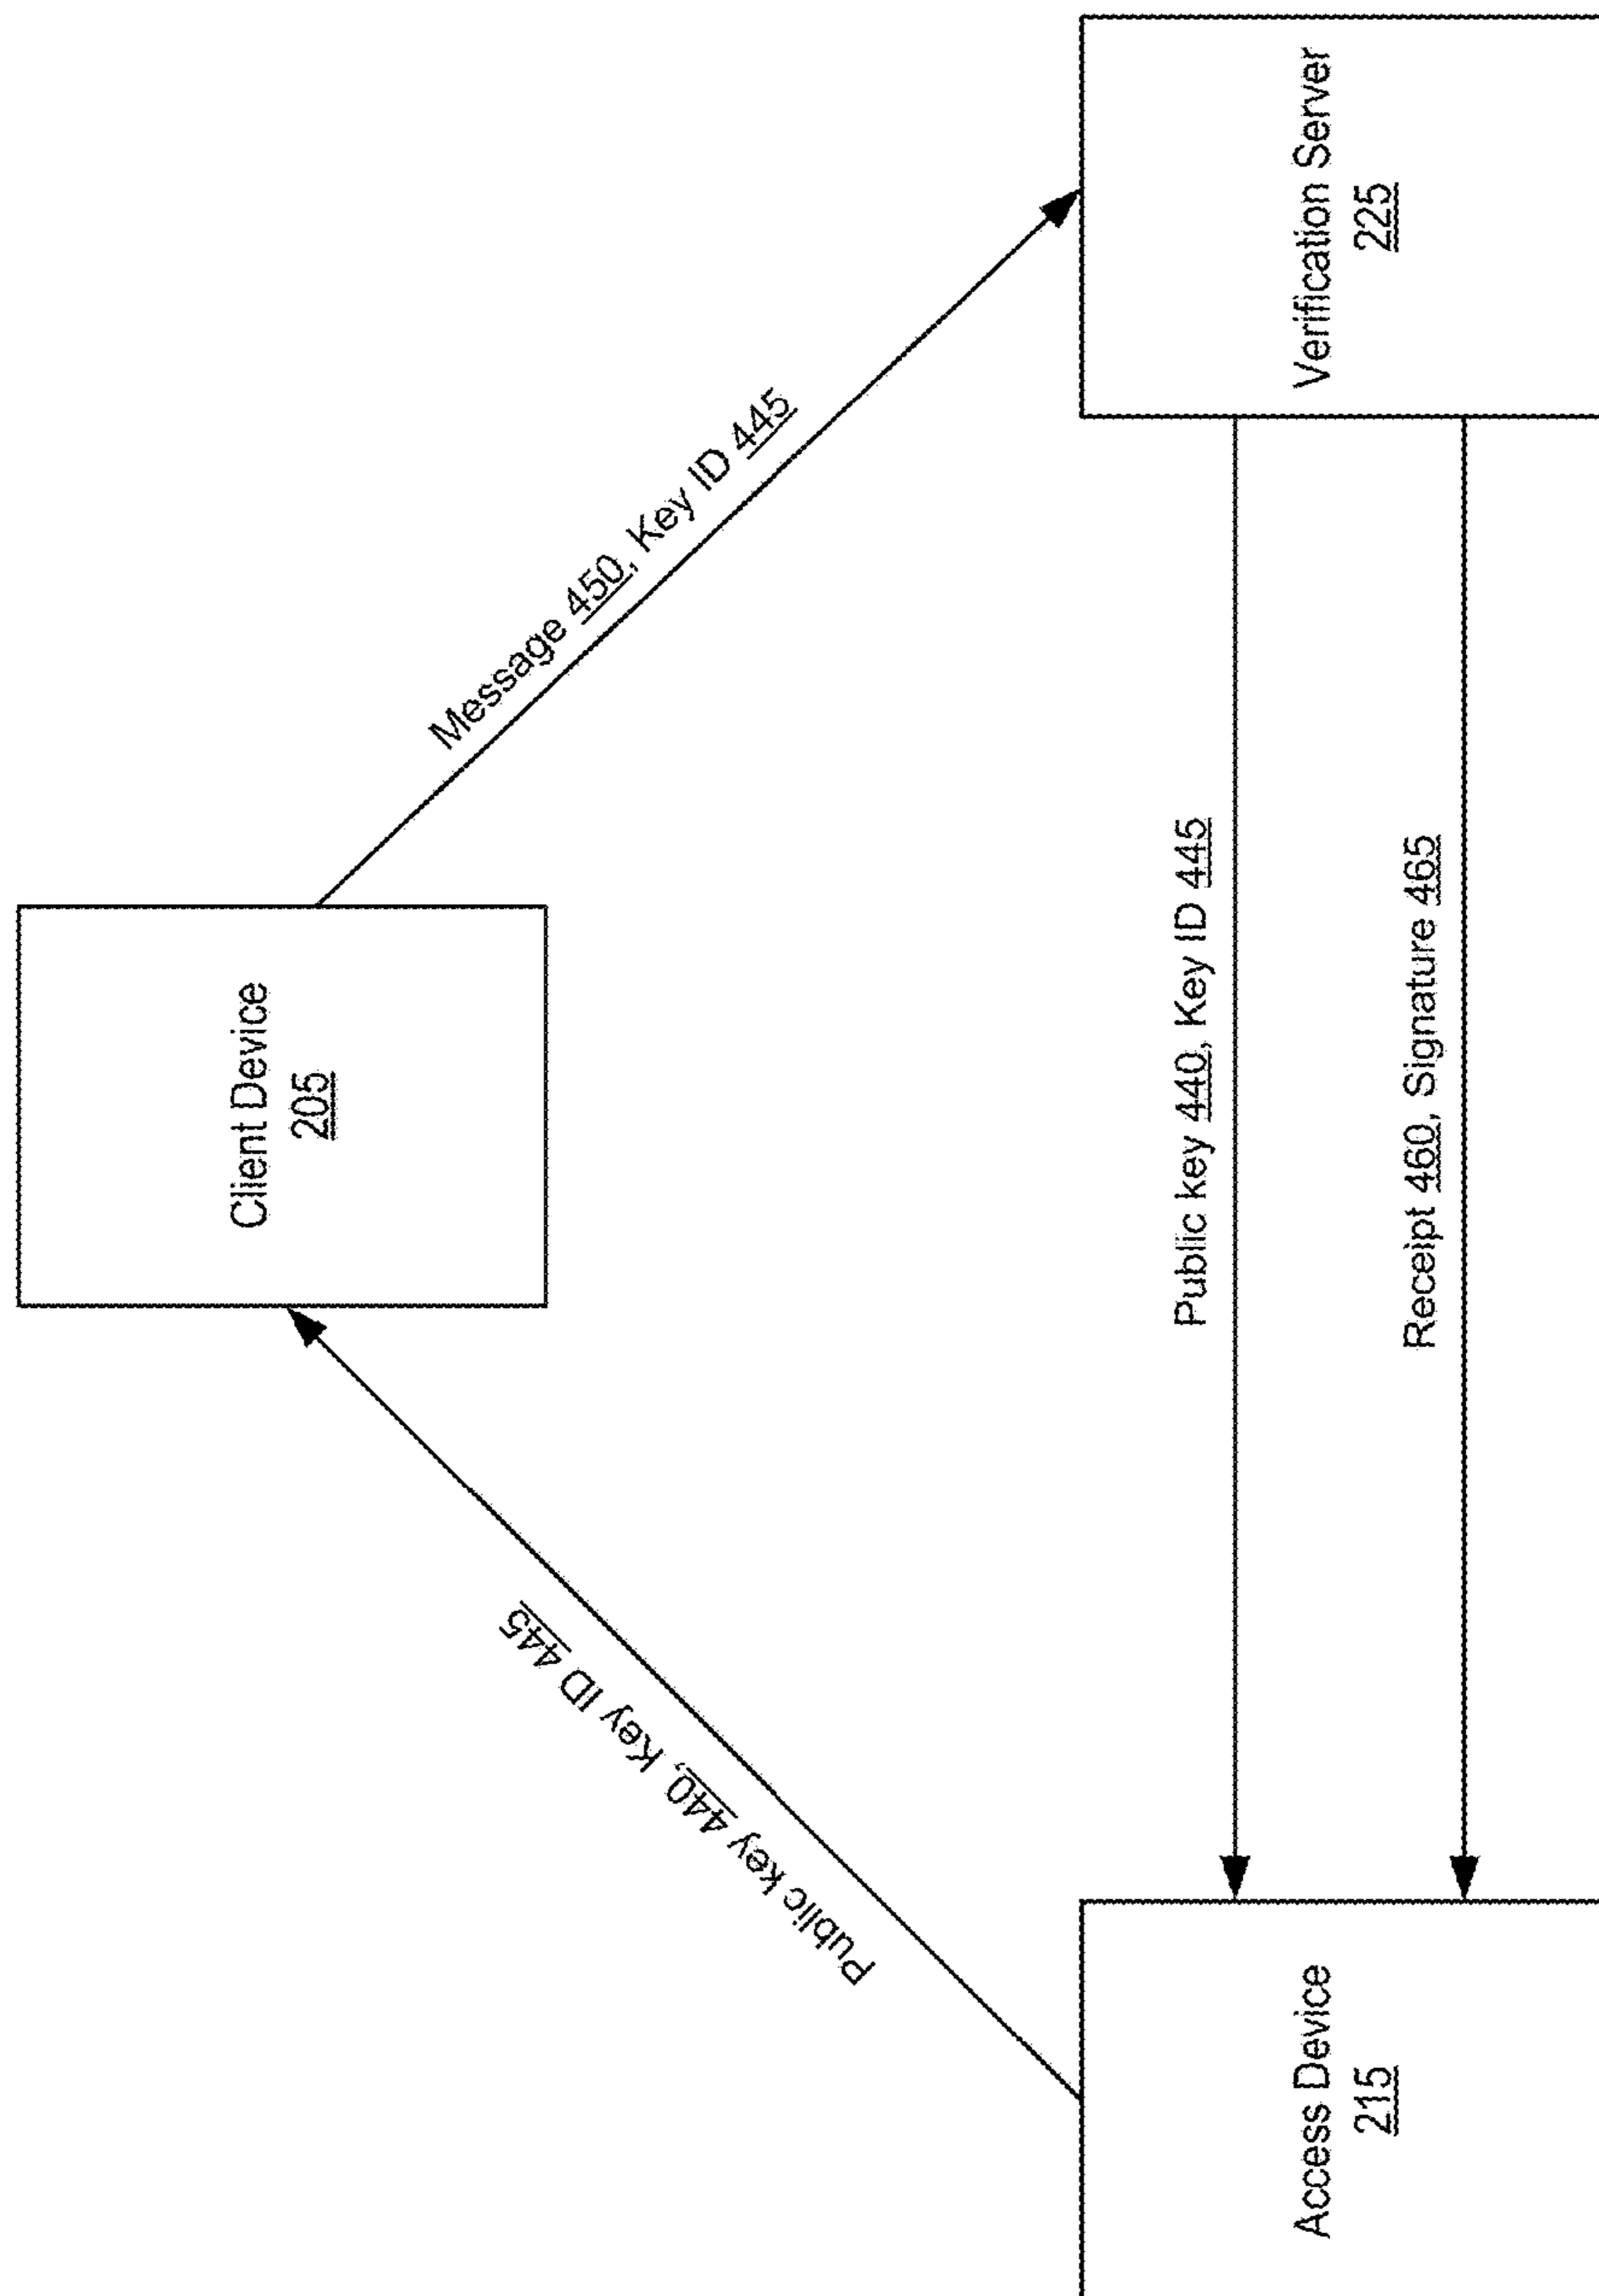 Client Device
205
Public key 440, Key ID 445
Message 450, Key ID 445
Public key 440, Key ID 445
Receipt 460, Signature 465
Access Device
215
Verification Server
225